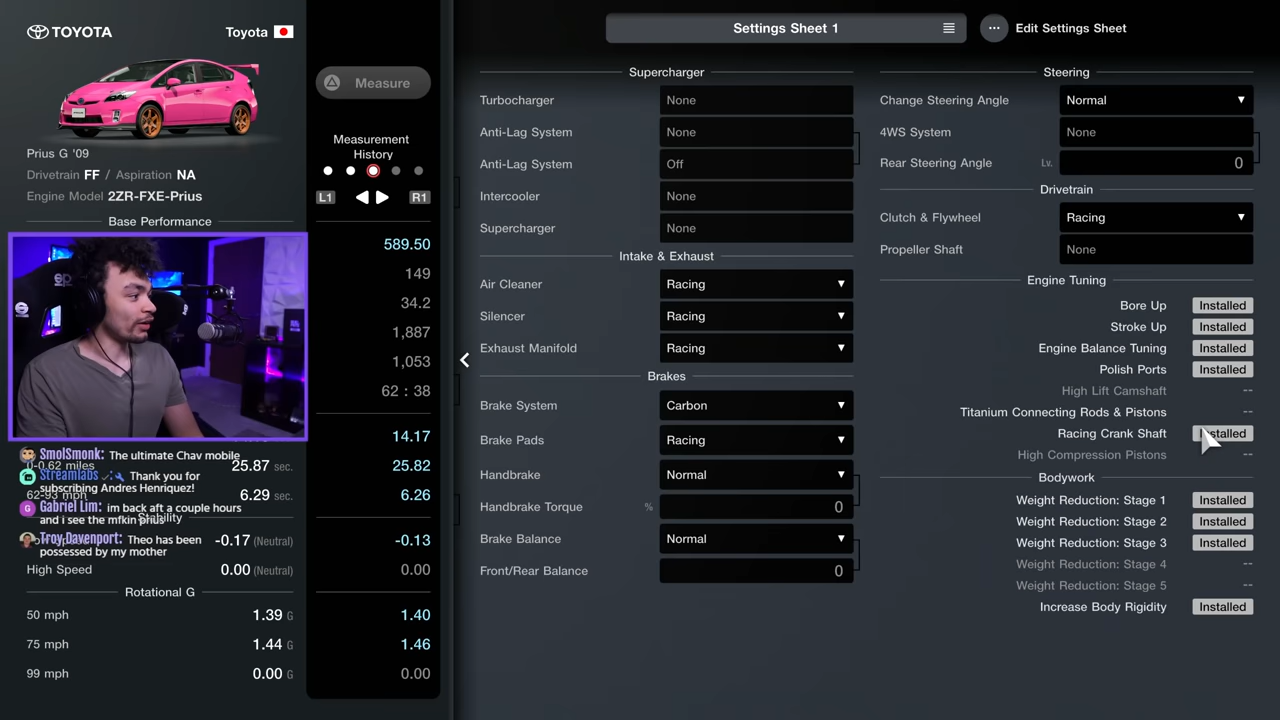 TOYOTA
Toyota
Prius G '09
Drivetrain FF / Aspiration NA
Engine Model 2ZR-FXE-Prius
Base Performance
SmolSmonk: The ultimate Chav mobile
0-0.62 miles 25.87 sec.
Streamlabs Thank you for
subscribing Andres Henriquez!
62-93 mph 6.29 sec.
Gabriel Lim: im back aft a couple hours
and i see the mfkin prius
Stability
Troy Davenport: Theo has been
possessed by my mother
-0.17 (Neutral)
High Speed 0.00 (Neutral)
Rotational G
50 mph 1.39 G
75 mph 1.44 G
99 mph 0.00 G
Measure
Measurement
History
L1 R1
589.50
149
34.2
1,887
1,053
62 : 38
14.17
25.82
6.26
-0.13
0.00
1.40
1.46
0.00
Settings Sheet 1
Edit Settings Sheet
Supercharger
Turbocharger None
Anti-Lag System None
Anti-Lag System Off
Intercooler None
Supercharger None
Intake & Exhaust
Air Cleaner Racing
Silencer Racing
Exhaust Manifold Racing
Brakes
Brake System Carbon
Brake Pads Racing
Handbrake Normal
Handbrake Torque % 0
Brake Balance Normal
Front/Rear Balance 0
Steering
Change Steering Angle Normal
4WS System None
Rear Steering Angle Lv. 0
Drivetrain
Clutch & Flywheel Racing
Propeller Shaft None
Engine Tuning
Bore Up Installed
Stroke Up Installed
Engine Balance Tuning Installed
Polish Ports Installed
High Lift Camshaft --
Titanium Connecting Rods & Pistons --
Racing Crank Shaft Installed
High Compression Pistons --
Bodywork
Weight Reduction: Stage 1 Installed
Weight Reduction: Stage 2 Installed
Weight Reduction: Stage 3 Installed
Weight Reduction: Stage 4 --
Weight Reduction: Stage 5 --
Increase Body Rigidity Installed